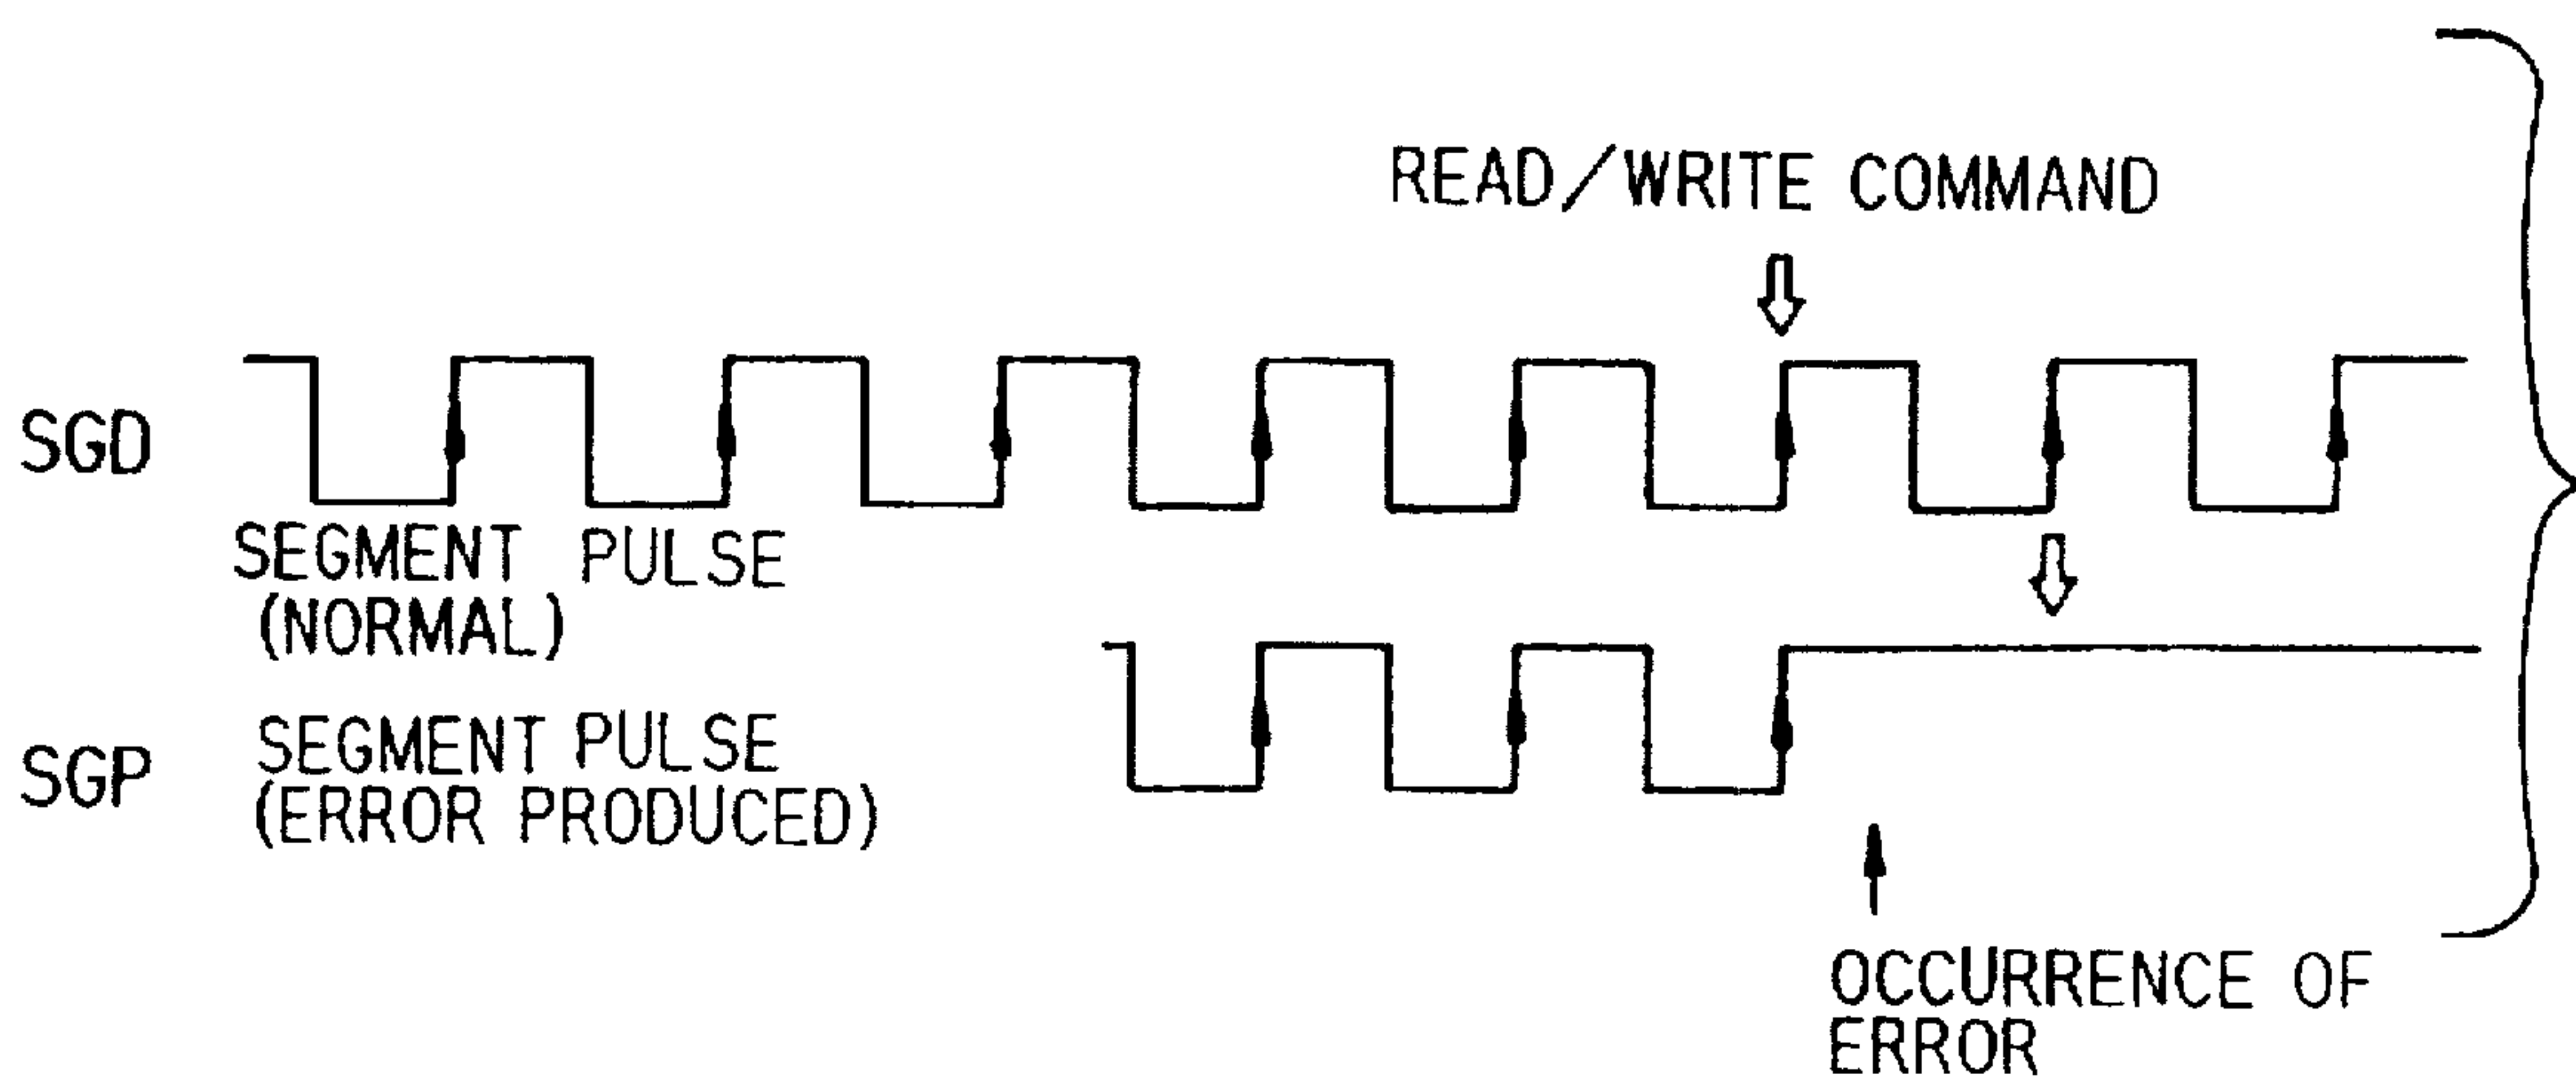 READ/WRITE COMMAND
SGD
SEGMENT PULSE
(NORMAL)
SGP
SEGMENT PULSE
(ERROR PRODUCED)
OCCURRENCE OF
ERROR